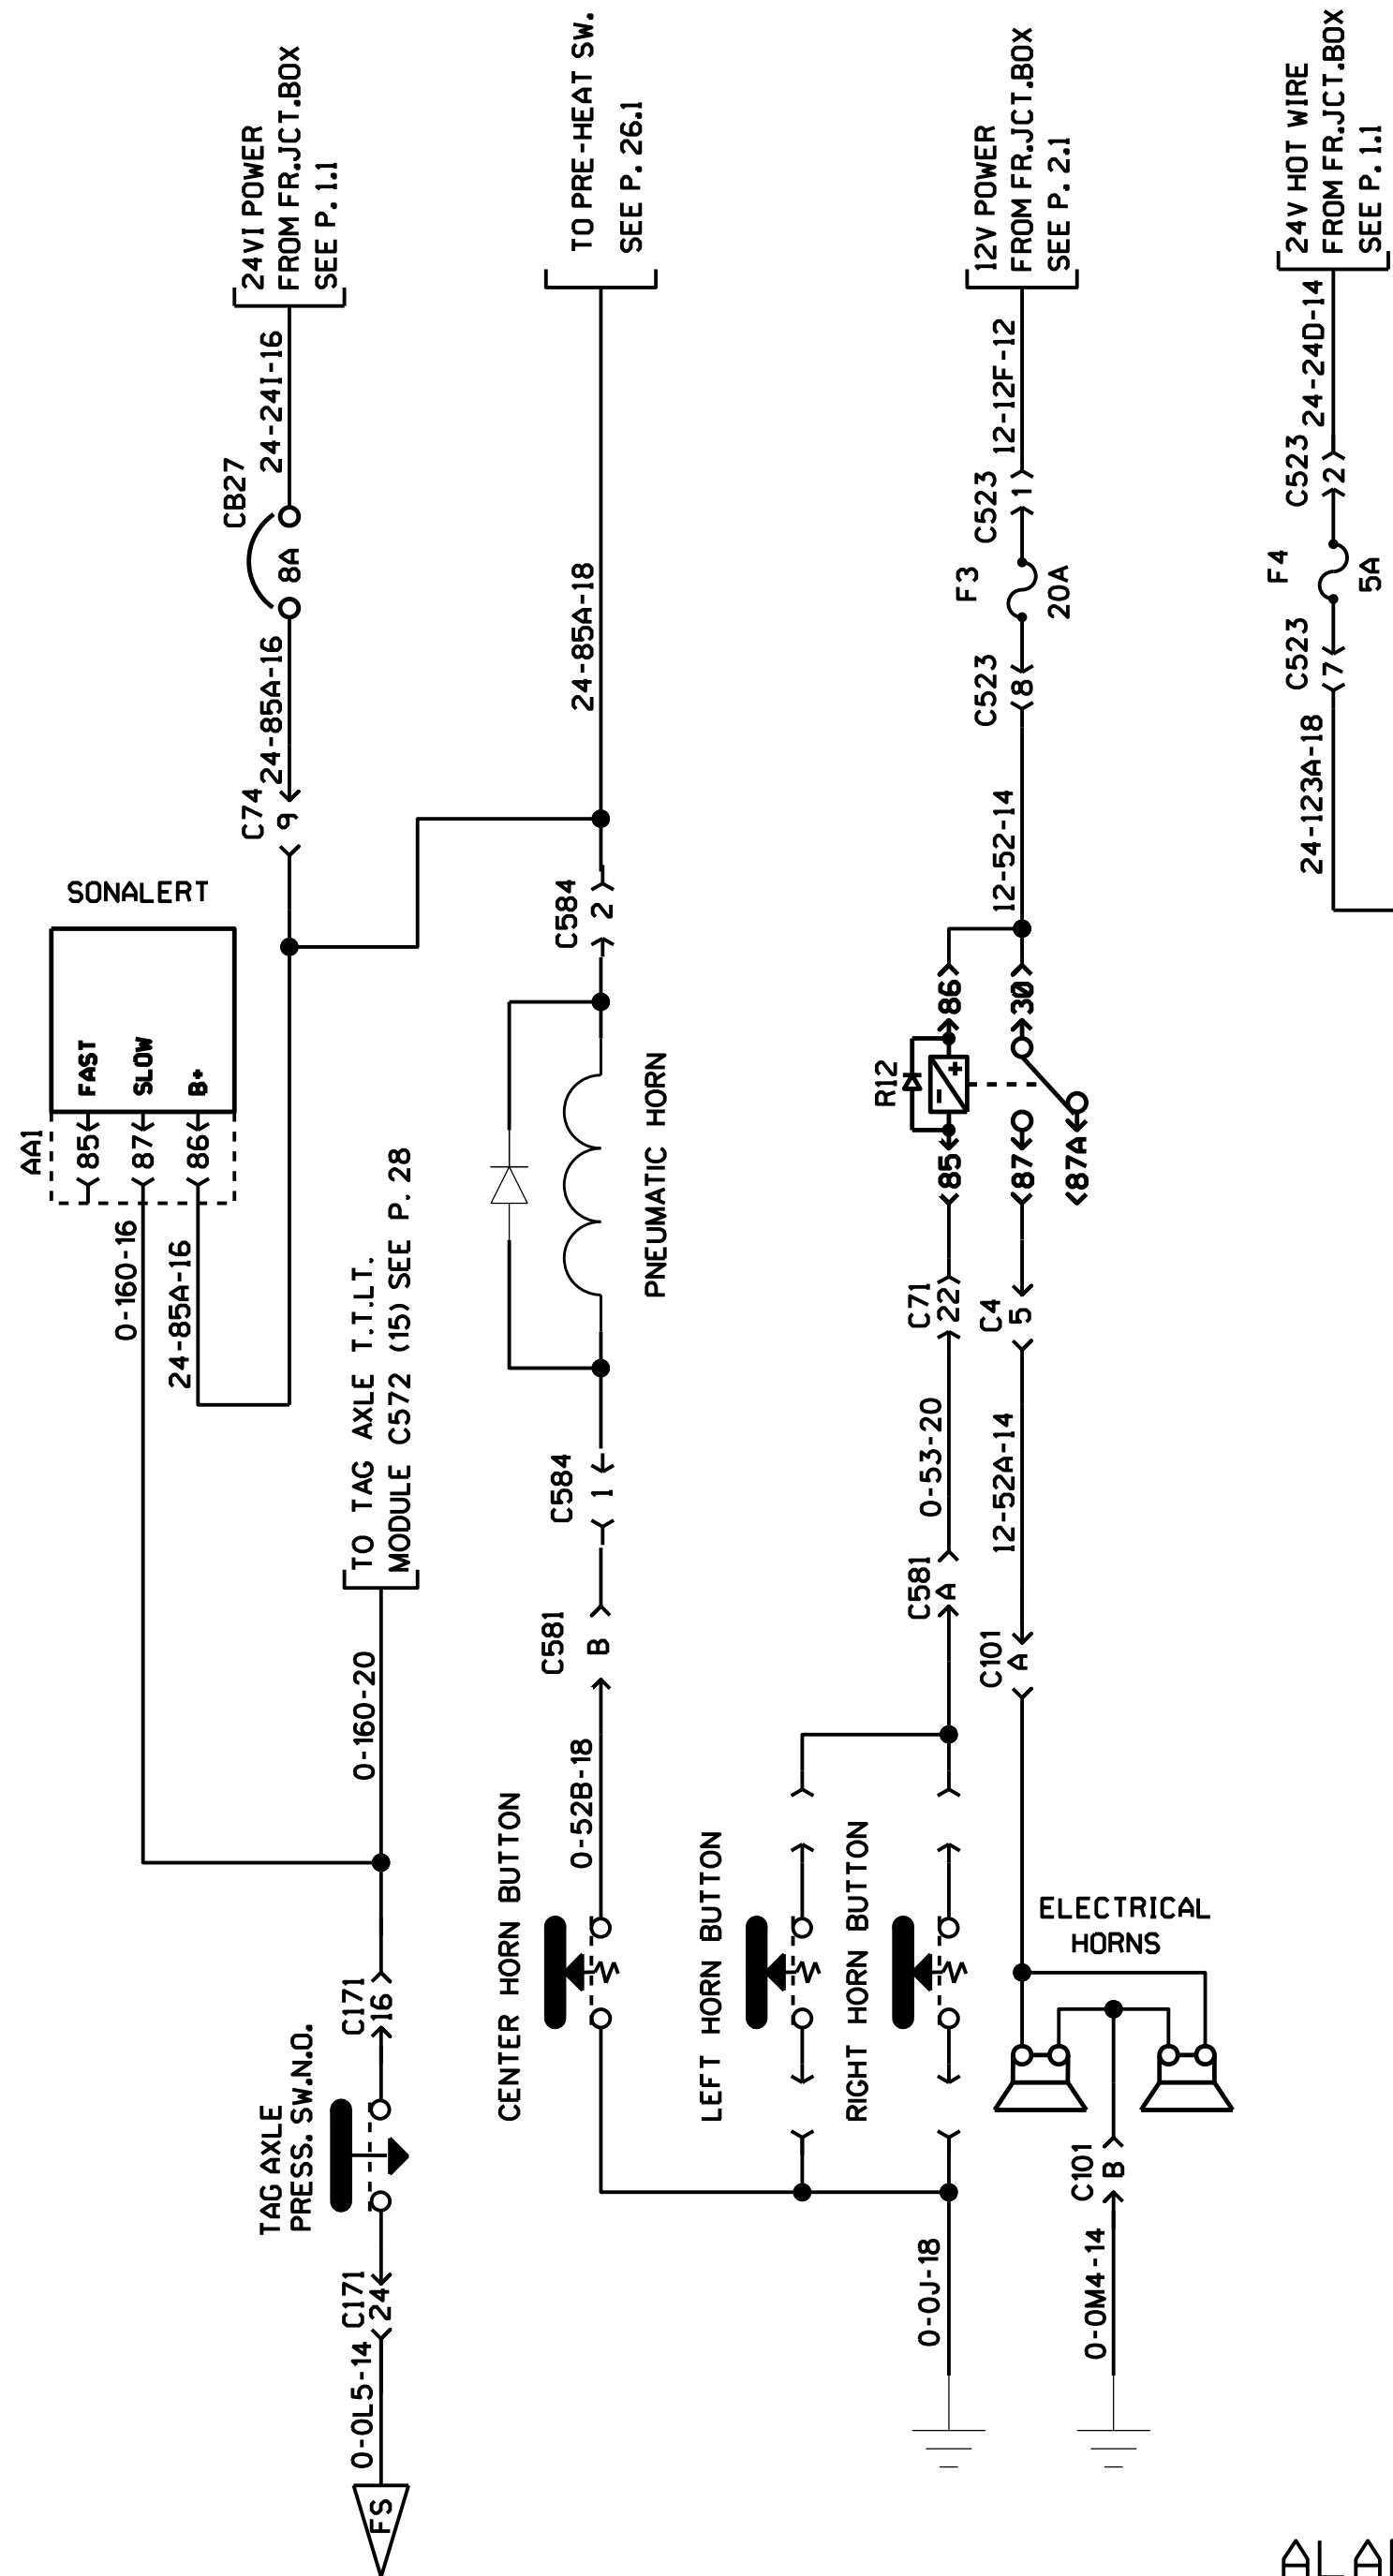 24VI POWER
FROM FR.JCT.BOX
SEE P. 1.1
24-24I-16
CB27
8A
24-85A-16
C74
9
SONALERT
FAST
SLOW
B+
AA1
85
87
86
0-160-16
24-85A-16
TO TAG AXLE T.T.LT.
MODULE C572 (15) SEE P. 28
0-160-20
C171
16
TAG AXLE
PRESS. SW.N.O.
C171
24
0-0L5-14
FS
TO PRE-HEAT SW.
SEE P. 26.1
24-85A-18
C584
2
PNEUMATIC HORN
C584
1
C581
B
0-52B-18
CENTER HORN BUTTON
LEFT HORN BUTTON
RIGHT HORN BUTTON
12V POWER
FROM FR.JCT.BOX
SEE P. 2.1
12-12F-12
C523
1
F3
20A
C523
8
12-52-14
R12
86
30
85
87
87A
C71
22
C4
5
0-53-20
12-52A-14
C581
A
C101
A
ELECTRICAL
HORNS
C101
B
0-0J-18
0-0M4-14
24V HOT WIRE
FROM FR.JCT.BOX
SEE P. 1.1
24-24D-14
C523
2
F4
5A
C523
7
24-123A-18